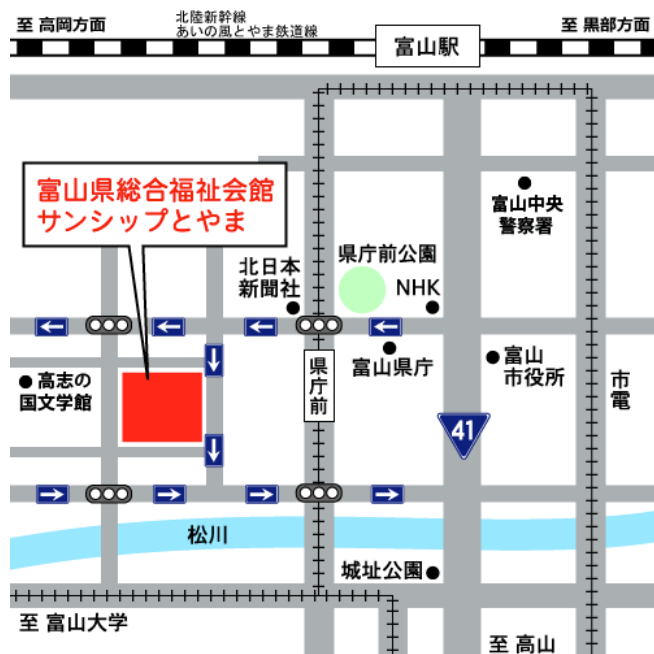 至 高岡方面
北陸新幹線
あいの風とやま鉄道線
富山駅
至 黒部方面
富山県総合福祉会館
サンシップとやま
富山中央
警察署
県庁前公園
北日本
新聞社
NHK
富山県庁
富山
市役所
県庁前
市電
高志の
国文学館
41
松川
城址公園
至 富山大学
至 高山